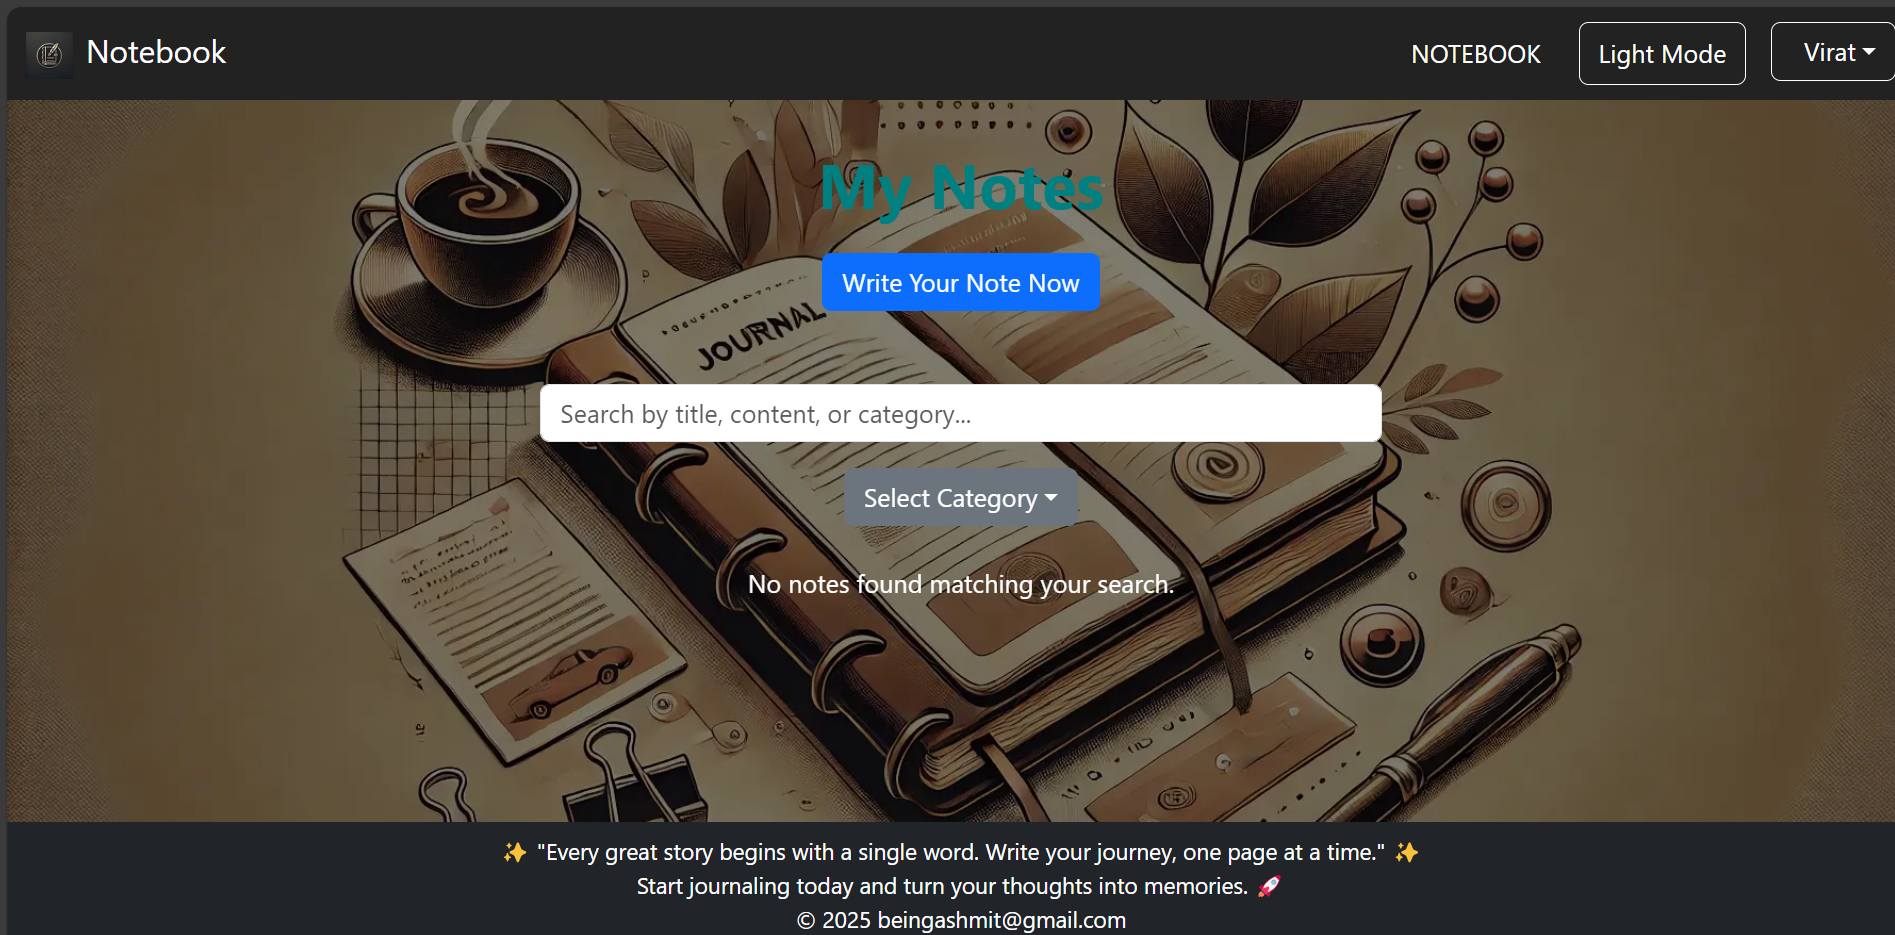 Notebook
NOTEBOOK
Light Mode
Virat
My Notes
Write Your Note Now
JOURNAL
Search by title, content, or category...
Select Category
No notes found matching your search.
✨ "Every great story begins with a single word. Write your journey, one page at a time." ✨
Start journaling today and turn your thoughts into memories. 🚀
© 2025 beingashmit@gmail.com